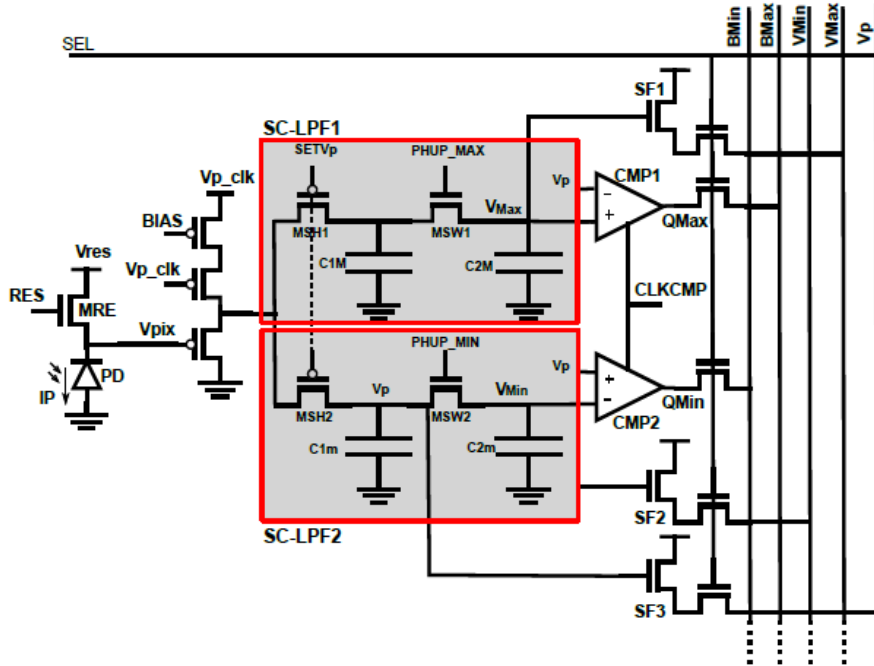 BMin
BMax
VMin
VMax
Vp
SEL
SF1
SC-LPF1
SETVp
PHUP_MAX
Vp_clk
Vp
CMP1
BIAS
VMax
QMax
MSH1
MSW1
Vres
C1M
C2M
Vp_clk
CLKCMP
RES
MRE
Vpix
PHUP_MIN
Vp
PD
IP
Vp
VMin
QMin
MSH2
MSW2
CMP2
C1m
C2m
SF2
SC-LPF2
SF3